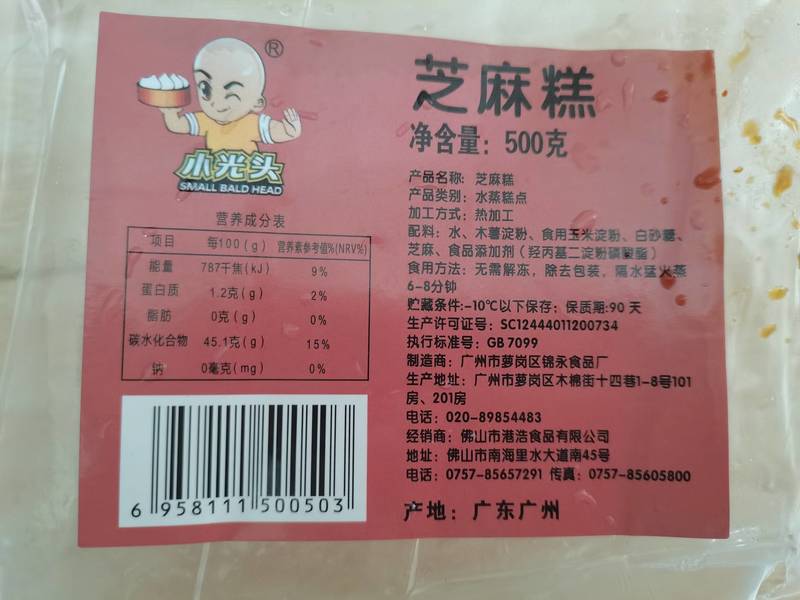 ®
小光头
SMALL BALD HEAD
营养成分表
项目 每100(g) 营养素参考值%(NRV%)
能量 787千焦(kJ) 9%
蛋白质 1.2克(g) 2%
脂肪 0克(g) 0%
碳水化合物 45.1克(g) 15%
钠 0毫克(mg) 0%
6 958111 500503
芝麻糕
净含量：500克
产品名称：芝麻糕
产品类别：水蒸糕点
加工方式：热加工
配料：水、木薯淀粉、食用玉米淀粉、白砂糖、
芝麻、食品添加剂（羟丙基二淀粉磷酸酯）
食用方法：无需解冻，除去包装，隔水猛火蒸
6-8分钟
贮藏条件:-10℃以下保存；保质期:90 天
生产许可证号：SC12444011200734
执行标准号：GB 7099
制造商：广州市萝岗区锦永食品厂
生产地址：广州市萝岗区木棉街十四巷1-8号101
房、201房
电话：020-89854483
经销商：佛山市港浩食品有限公司
地址：佛山市南海里水大道南45号
电话：0757-85657291 传真：0757-85605800
产地：广东广州